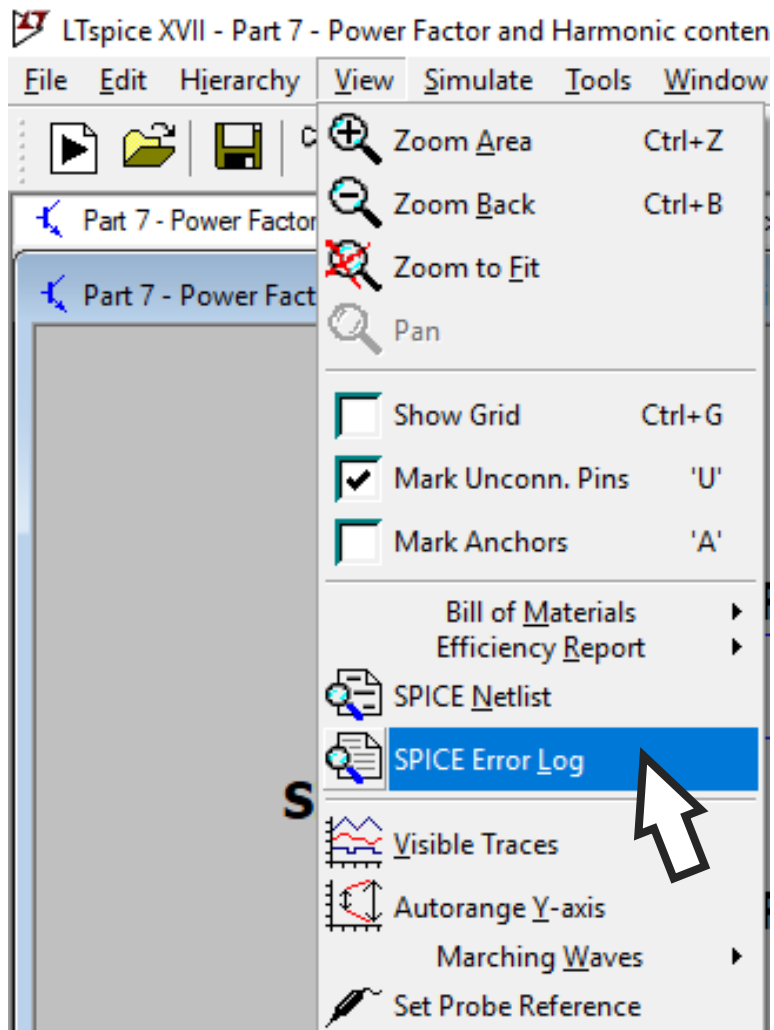 LTspice XVII - Part 7 - Power Factor and Harmonic conten
File Edit Hierarchy View Simulate Tools Window
Part 7 - Power Factor
Part 7 - Power Fact
Zoom Area Ctrl+Z
Zoom Back Ctrl+B
Zoom to Fit
Pan
Show Grid Ctrl+G
Mark Unconn. Pins 'U'
Mark Anchors 'A'
Bill of Materials
Efficiency Report
SPICE Netlist
SPICE Error Log
S
Visible Traces
Autorange Y-axis
Marching Waves
Set Probe Reference